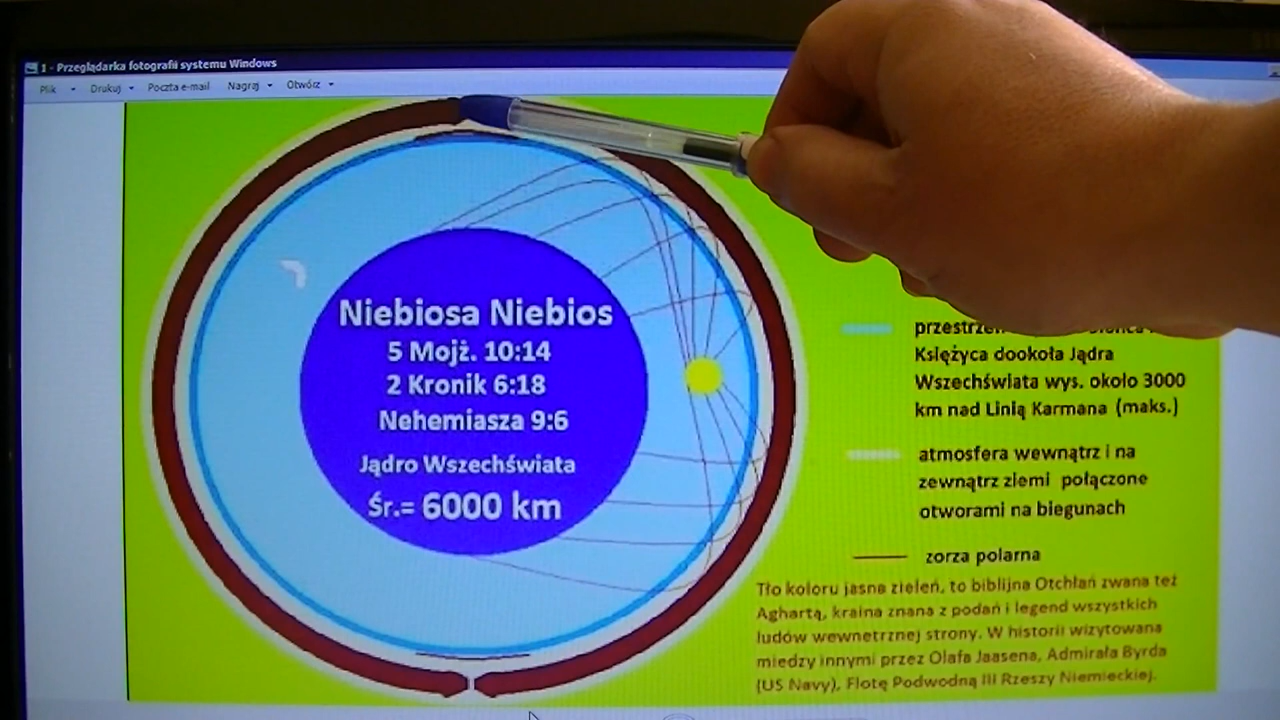 1 - Przeglądarka fotografii systemu Windows
Plik Drukuj Poczta e-mail Nagraj Otwórz
Niebiosa Niebios
5 Mojż. 10:14
2 Kronik 6:18
Nehemiasza 9:6
Jądro Wszechświata
Śr.= 6000 km
Księżyca dookoła Jądra
Wszechświata wys. około 3000
km nad Linią Karmana (maks.)
atmosfera wewnątrz i na
zewnątrz ziemi połączone
otworami na biegunach
zorza polarna
Tło koloru jasna zieleń, to biblijna Otchłań zwana też
Aghartą, kraina znana z podań i legend wszystkich
ludów wewnetrznej strony. W historii wizytowana
miedzy innymi przez Olafa Jaasena, Admirała Byrda
(US Navy), Flotę Podwodną III Rzeszy Niemieckiej.